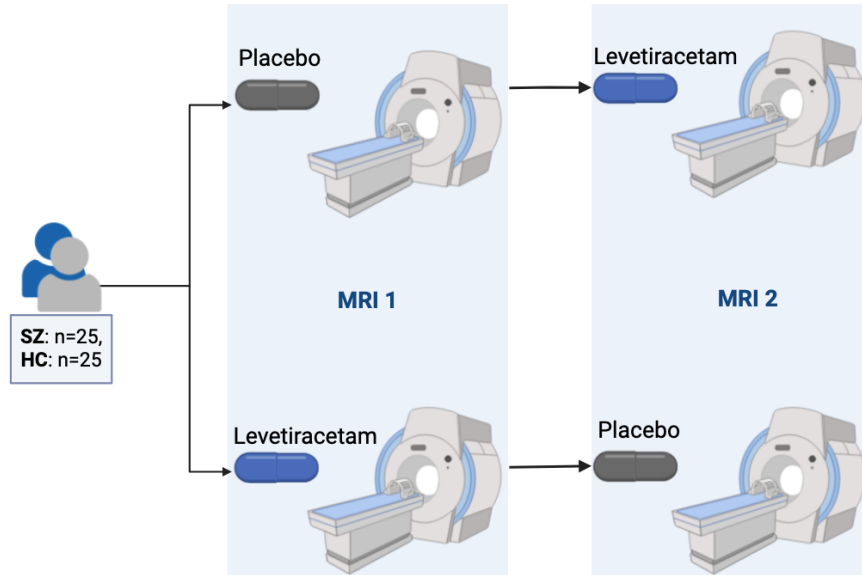 Placebo
Levetiracetam
MRI 1
MRI 2
SZ: n=25,
HC: n=25
Levetiracetam
Placebo